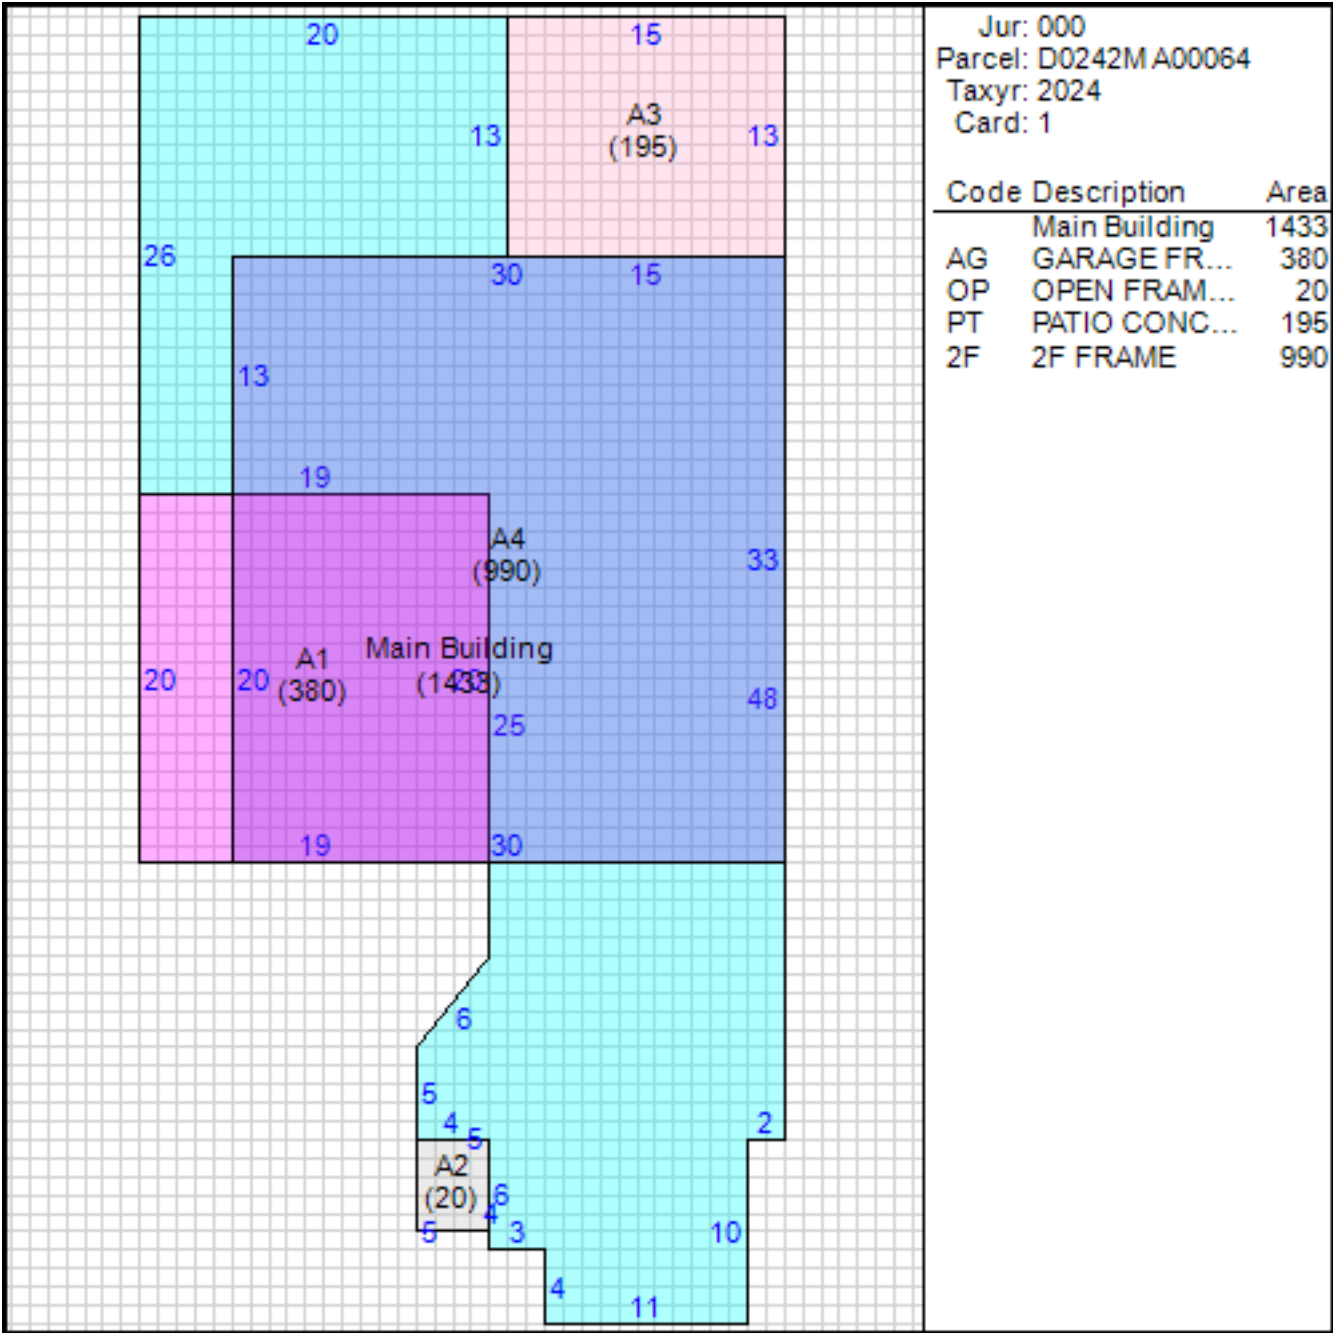 20
15
A3
(195)
13
13
26
30
15
13
19
A4
(990)
33
Main Building
(1433)
A1
(380)
20
20
20
48
25
19
30
6
5
4
5
2
A2
(20)
6
4
5
3
10
4
11
Jur: 000
Parcel: D0242M A00064
Taxyr: 2024
Card: 1
Code Description Area
Main Building 1433
AG GARAGE FR... 380
OP OPEN FRAM... 20
PT PATIO CONC... 195
2F 2F FRAME 990